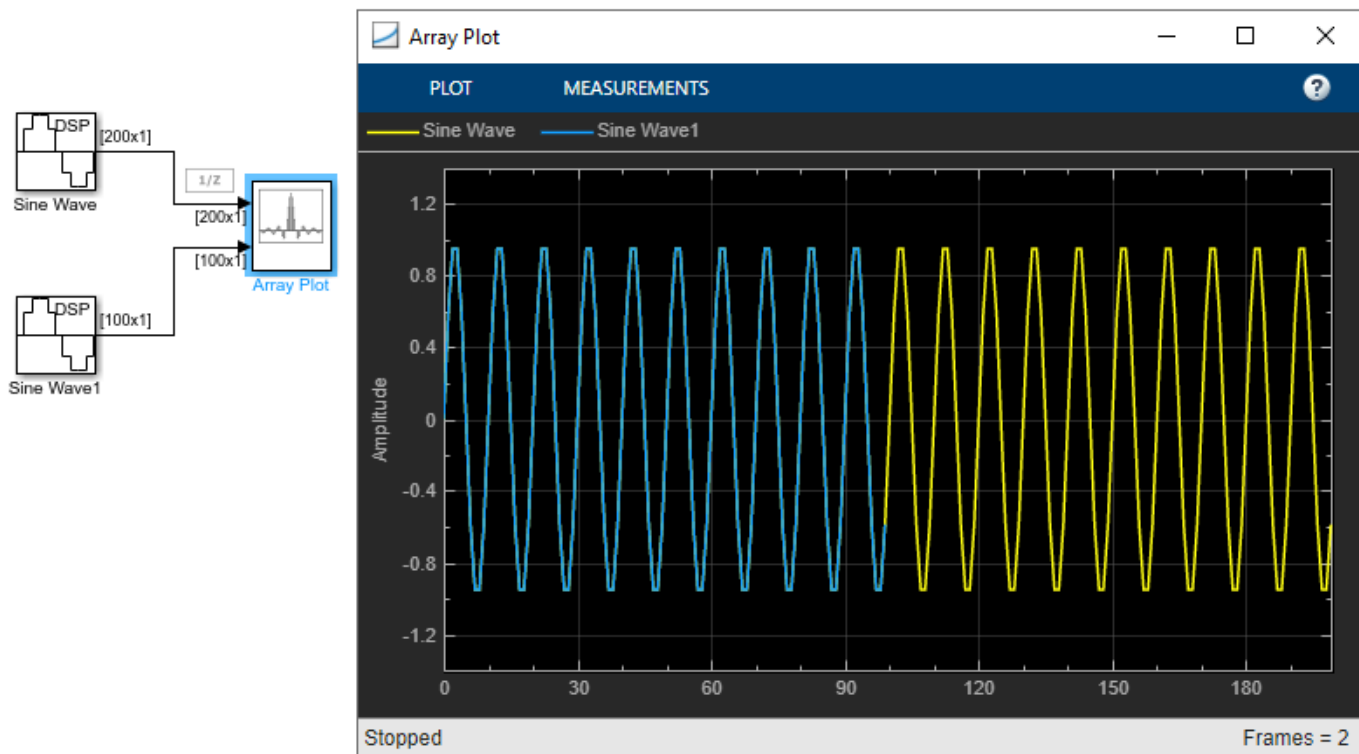 DSP
[200x1]
Sine Wave
1/Z
[200x1]
[100x1]
Array Plot
DSP
[100x1]
Sine Wave1
Array Plot
PLOT MEASUREMENTS ?
Sine Wave Sine Wave1
1.2
0.8
0.4
0
-0.4
-0.8
-1.2
Amplitude
0 30 60 90 120 150 180
Stopped Frames = 2